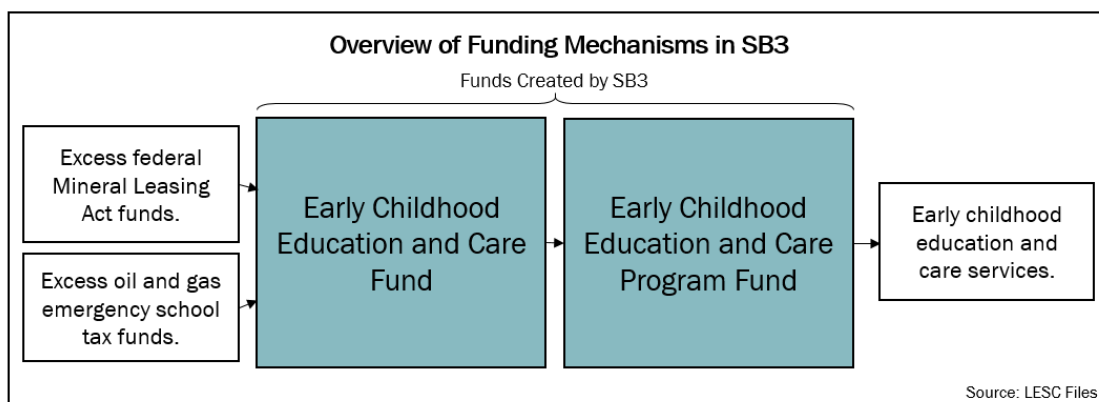 Overview of Funding Mechanisms in SB3
Funds Created by SB3
Excess federal
Mineral Leasing
Act funds.
Excess oil and gas
emergency school
tax funds.
Early Childhood
Education and Care
Fund
Early Childhood
Education and Care
Program Fund
Early childhood
education and
care services.
Source: LESC Files